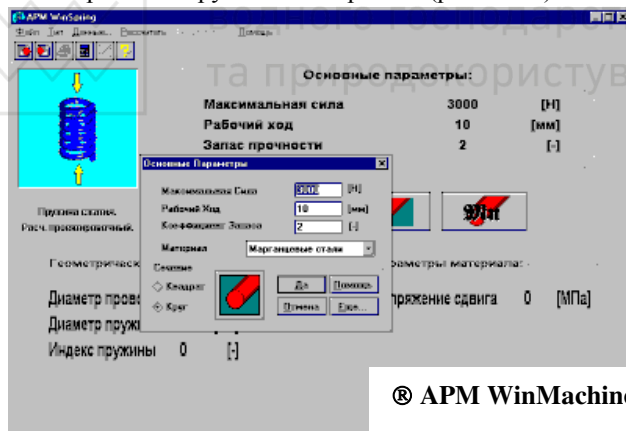 APM WinSpring
Файл Тип Данные... Рассчитать Помощь
та природокористув
Основные параметры:
Максимальная сила 3000 [Н]
Рабочий ход 10 [мм]
Запас прочности 2 [-]
Основные Параметры
Максимальная Сила 3000 [Н]
Рабочий Ход 10 [мм]
Коэффициент Запаса 2 [-]
Материал Марганцевые стали
Сечение
Квадрат
Круг
Да Помощь
Отмена Еще...
Пружина сжатия.
Расч. проектировочный.
Геометрическ раметры материала:
Диаметр прово пряжение сдвига 0 [МПа]
Диаметр пружи
Индекс пружины 0 [-]
® APM WinMachine